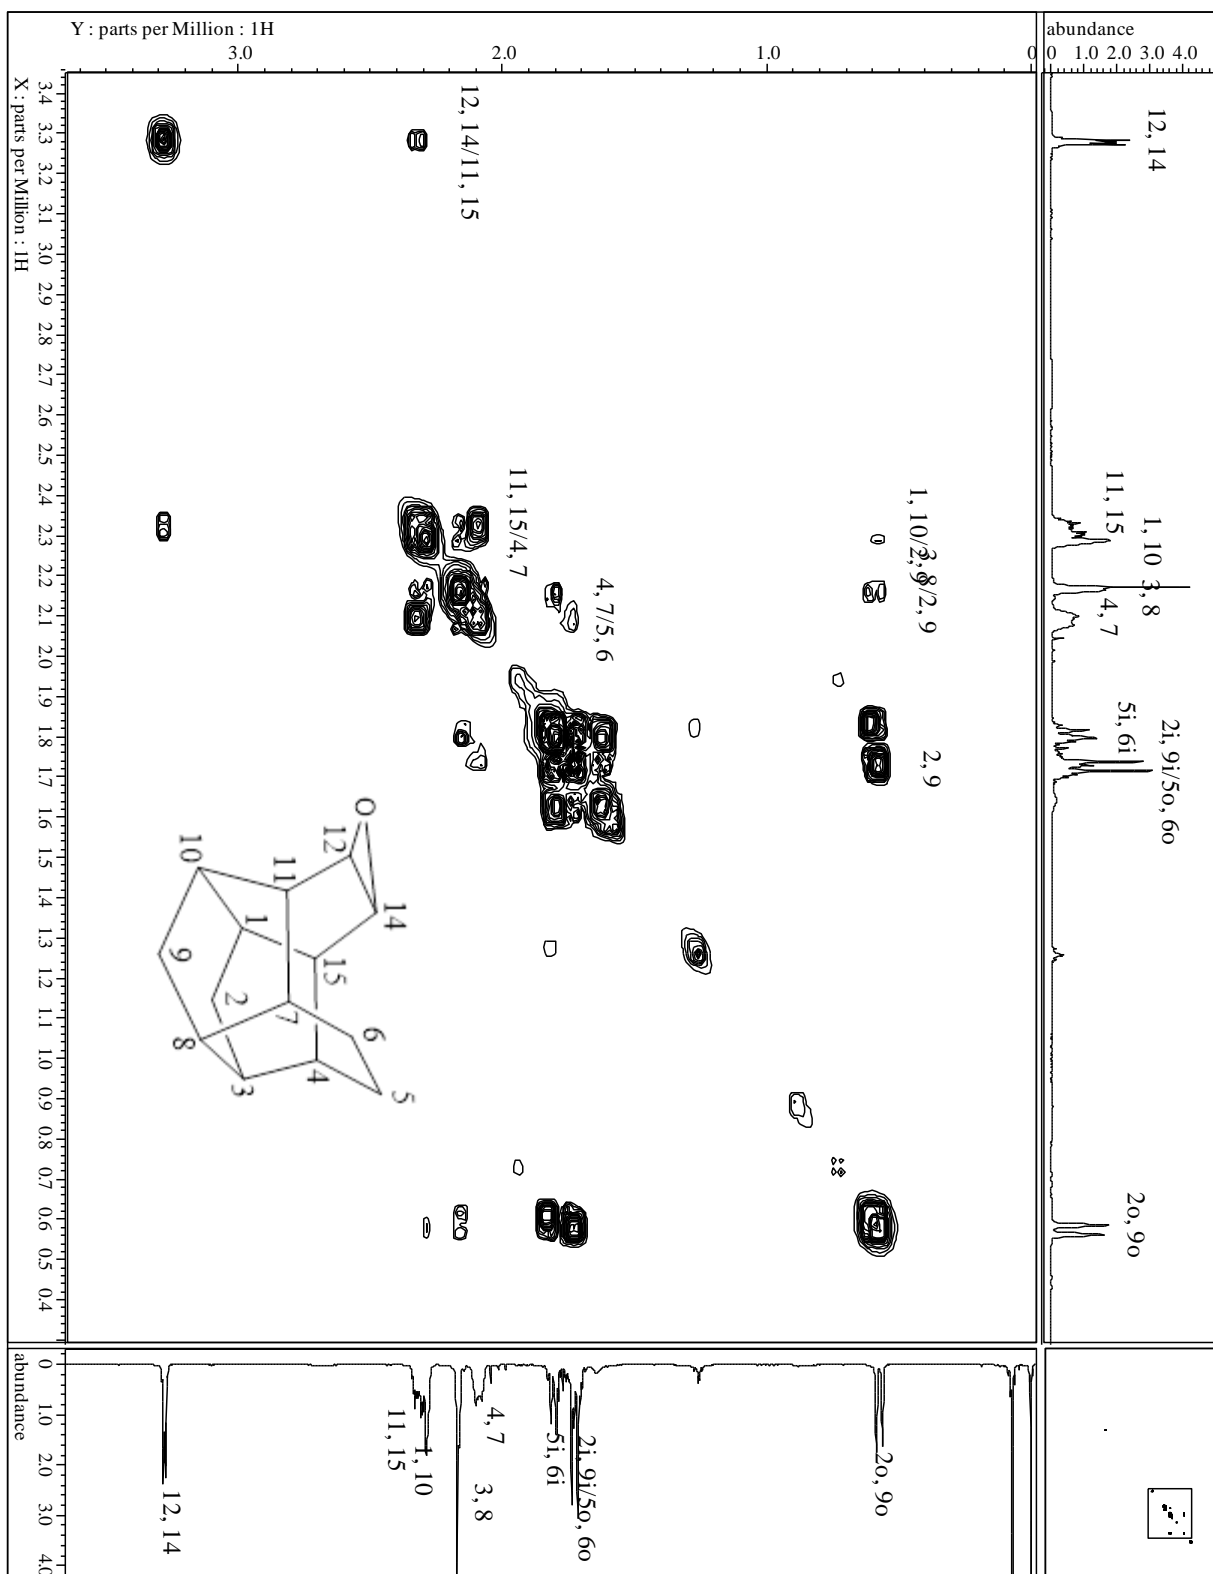 Y : parts per Million : 1H
3.0 2.0 1.0 0
abundance
0 1.0 2.0 3.0 4.0
X : parts per Million : 1H
3.4 3.3 3.2 3.1 3.0 2.9 2.8 2.7 2.6 2.5 2.4 2.3 2.2 2.1 2.0 1.9 1.8 1.7 1.6 1.5 1.4 1.3 1.2 1.1 1.0 0.9 0.8 0.7 0.6 0.5 0.4
12, 14/11, 15
11, 15/4, 7
4, 7/5, 6
1, 10/2, 9
3, 8/2, 9
2, 9
12, 14
11, 15
1, 10
3, 8
4, 7
5i, 6i
2i, 9i/5o, 6o
2o, 9o
O
12
14
11
10
1
15
9
2
7
6
8
3
4
5
abundance
0 1.0 2.0 3.0 4.0
12, 14
11, 15
1, 10
3, 8
4, 7
5i, 6i
2i, 9i/5o, 6o
2o, 9o